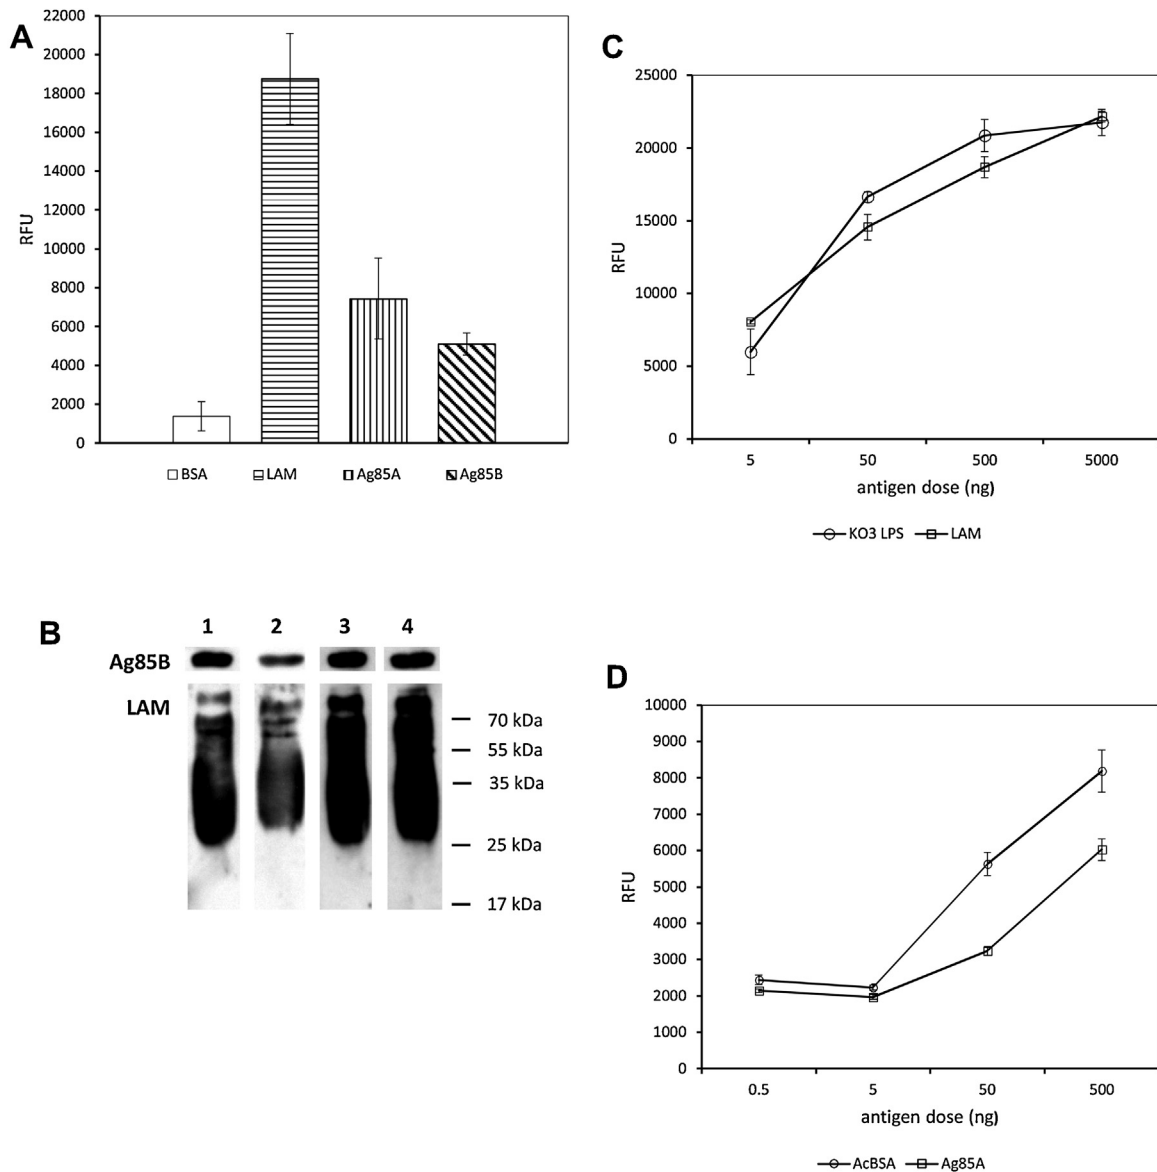 A
22000
20000
18000
16000
14000
12000
10000
8000
6000
4000
2000
0
RFU
BSA LAM Ag85A Ag85B
C
25000
20000
15000
10000
5000
0
RFU
5 50 500 5000
antigen dose (ng)
KO3 LPS LAM
B
1 2 3 4
Ag85B
LAM
70 kDa
55 kDa
35 kDa
25 kDa
17 kDa
D
10000
9000
8000
7000
6000
5000
4000
3000
2000
1000
0
RFU
0.5 5 50 500
antigen dose (ng)
AcBSA Ag85A